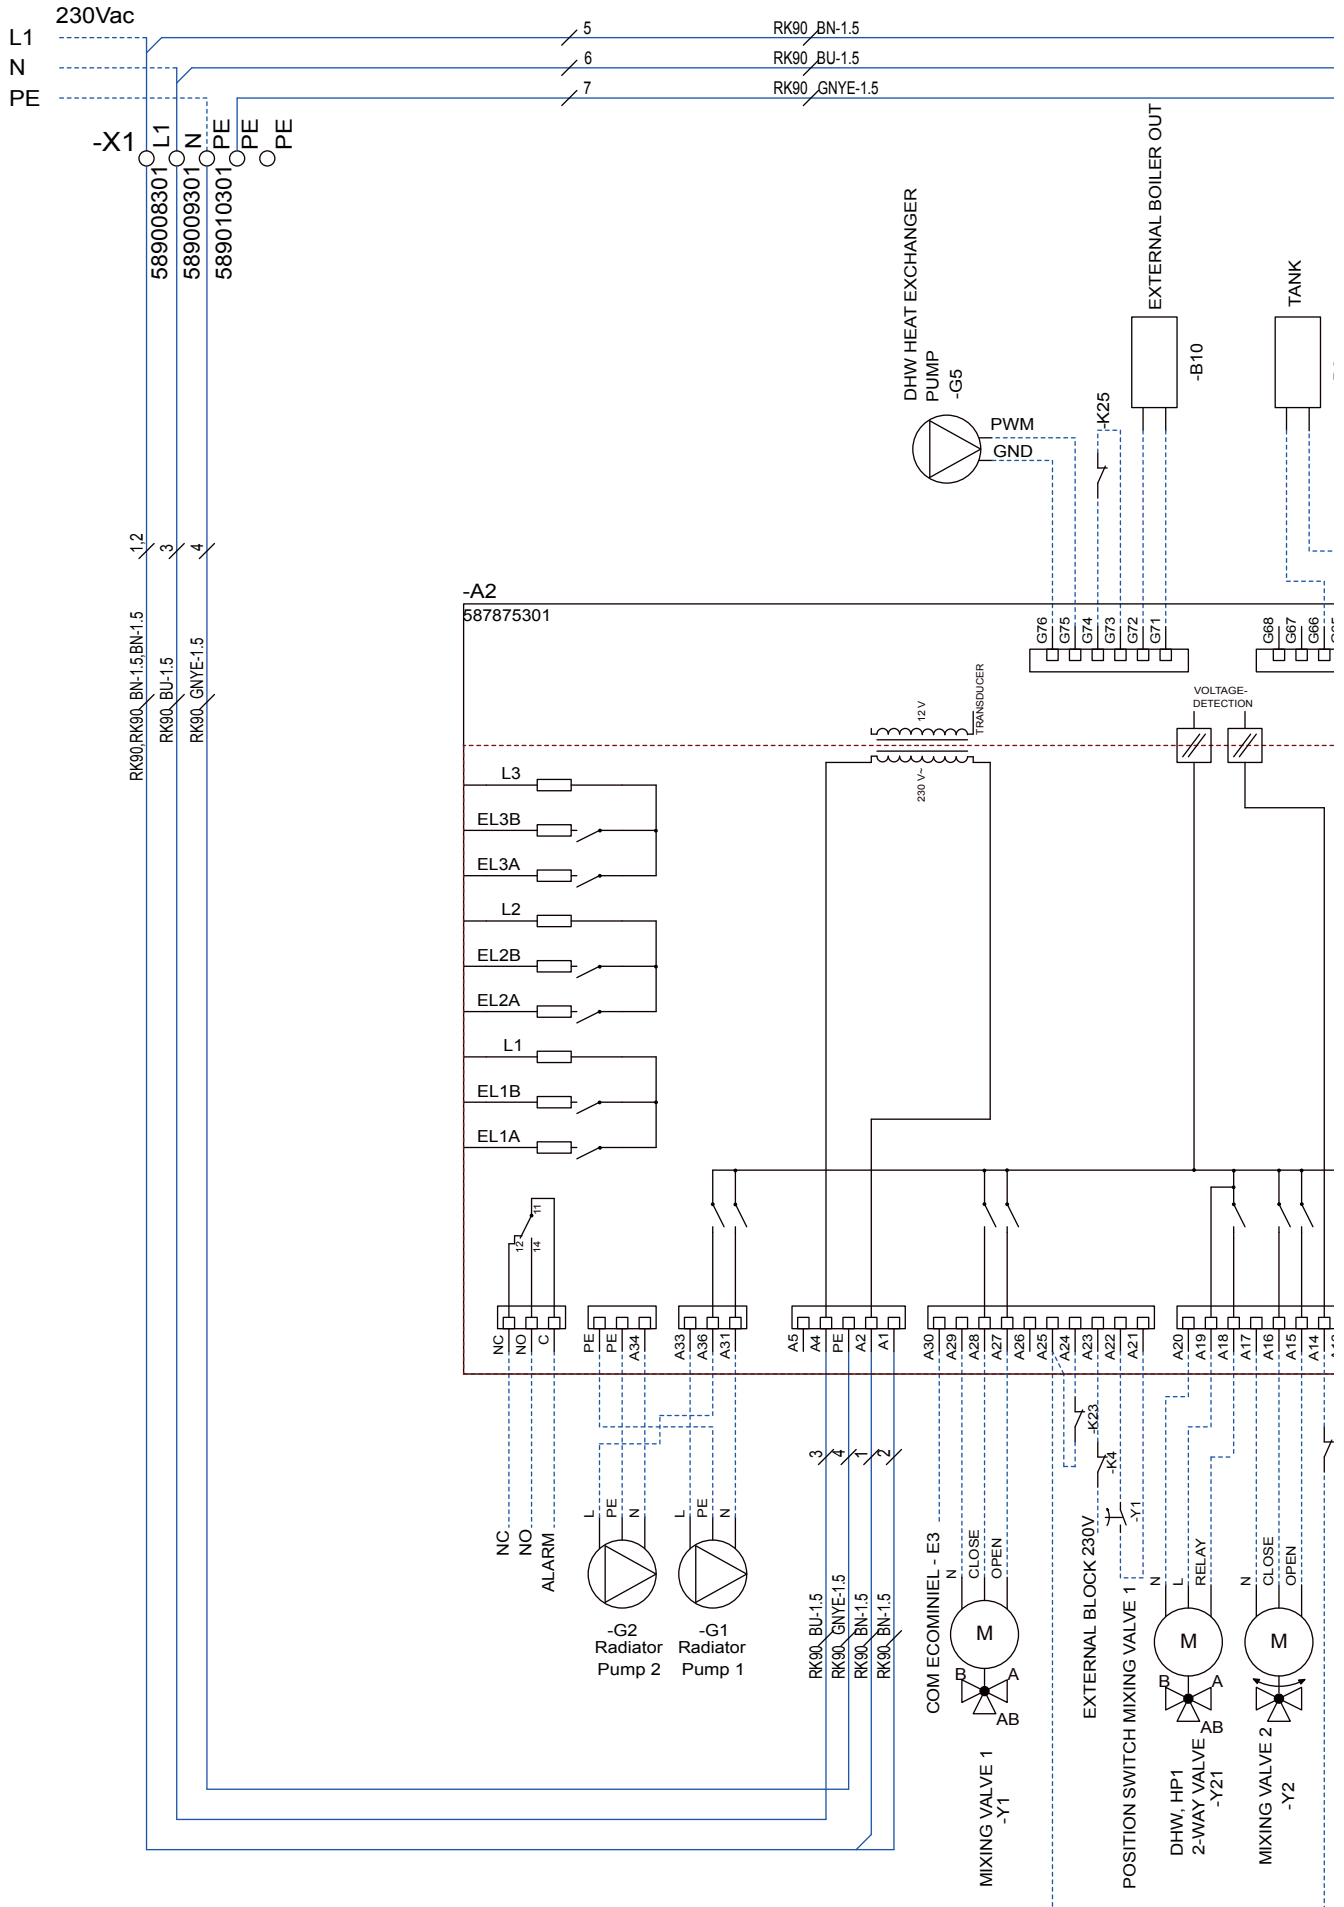 230Vac
L1
N
PE
5 RK90 BN-1.5
6 RK90 BU-1.5
7 RK90 GNYE-1.5
-X1
L1
N
PE
PE
PE
589008301
589009301
589010301
DHW HEAT EXCHANGER
PUMP
-G5
PWM
GND
-K25
EXTERNAL BOILER OUT
-B10
TANK
1,2
3
4
RK90,RK90 BN-1.5,BN-1.5
RK90 BU-1.5
RK90 GNYE-1.5
-A2
587875301
G76
G75
G74
G73
G72
G71
G68
G67
G66
12 V
TRANSDUCER
230 V~
VOLTAGE-
DETECTION
L3
EL3B
EL3A
L2
EL2B
EL2A
L1
EL1B
EL1A
11
12
14
NC
NO
C
PE
PE
A34
A33
A36
A31
A5
A4
PE
A2
A1
A30
A29
A28
A27
A26
A25
A24
A23
A22
A21
A20
A19
A18
A17
A16
A15
A14
-K23
-K4
-Y1
3
4
1
2
NC
NO
ALARM
L
PE
N
L
PE
N
-G2
Radiator
Pump 2
-G1
Radiator
Pump 1
RK90 BU-1.5
RK90 GNYE-1.5
RK90 BN-1.5
RK90 BN-1.5
COM ECOMINIEL - E3
N
CLOSE
OPEN
M
B
A
AB
MIXING VALVE 1
-Y1
EXTERNAL BLOCK 230V
POSITION SWITCH MIXING VALVE 1
N
L
RELAY
M
B
A
AB
DHW, HP1
2-WAY VALVE
-Y21
N
CLOSE
OPEN
M
MIXING VALVE 2
-Y2